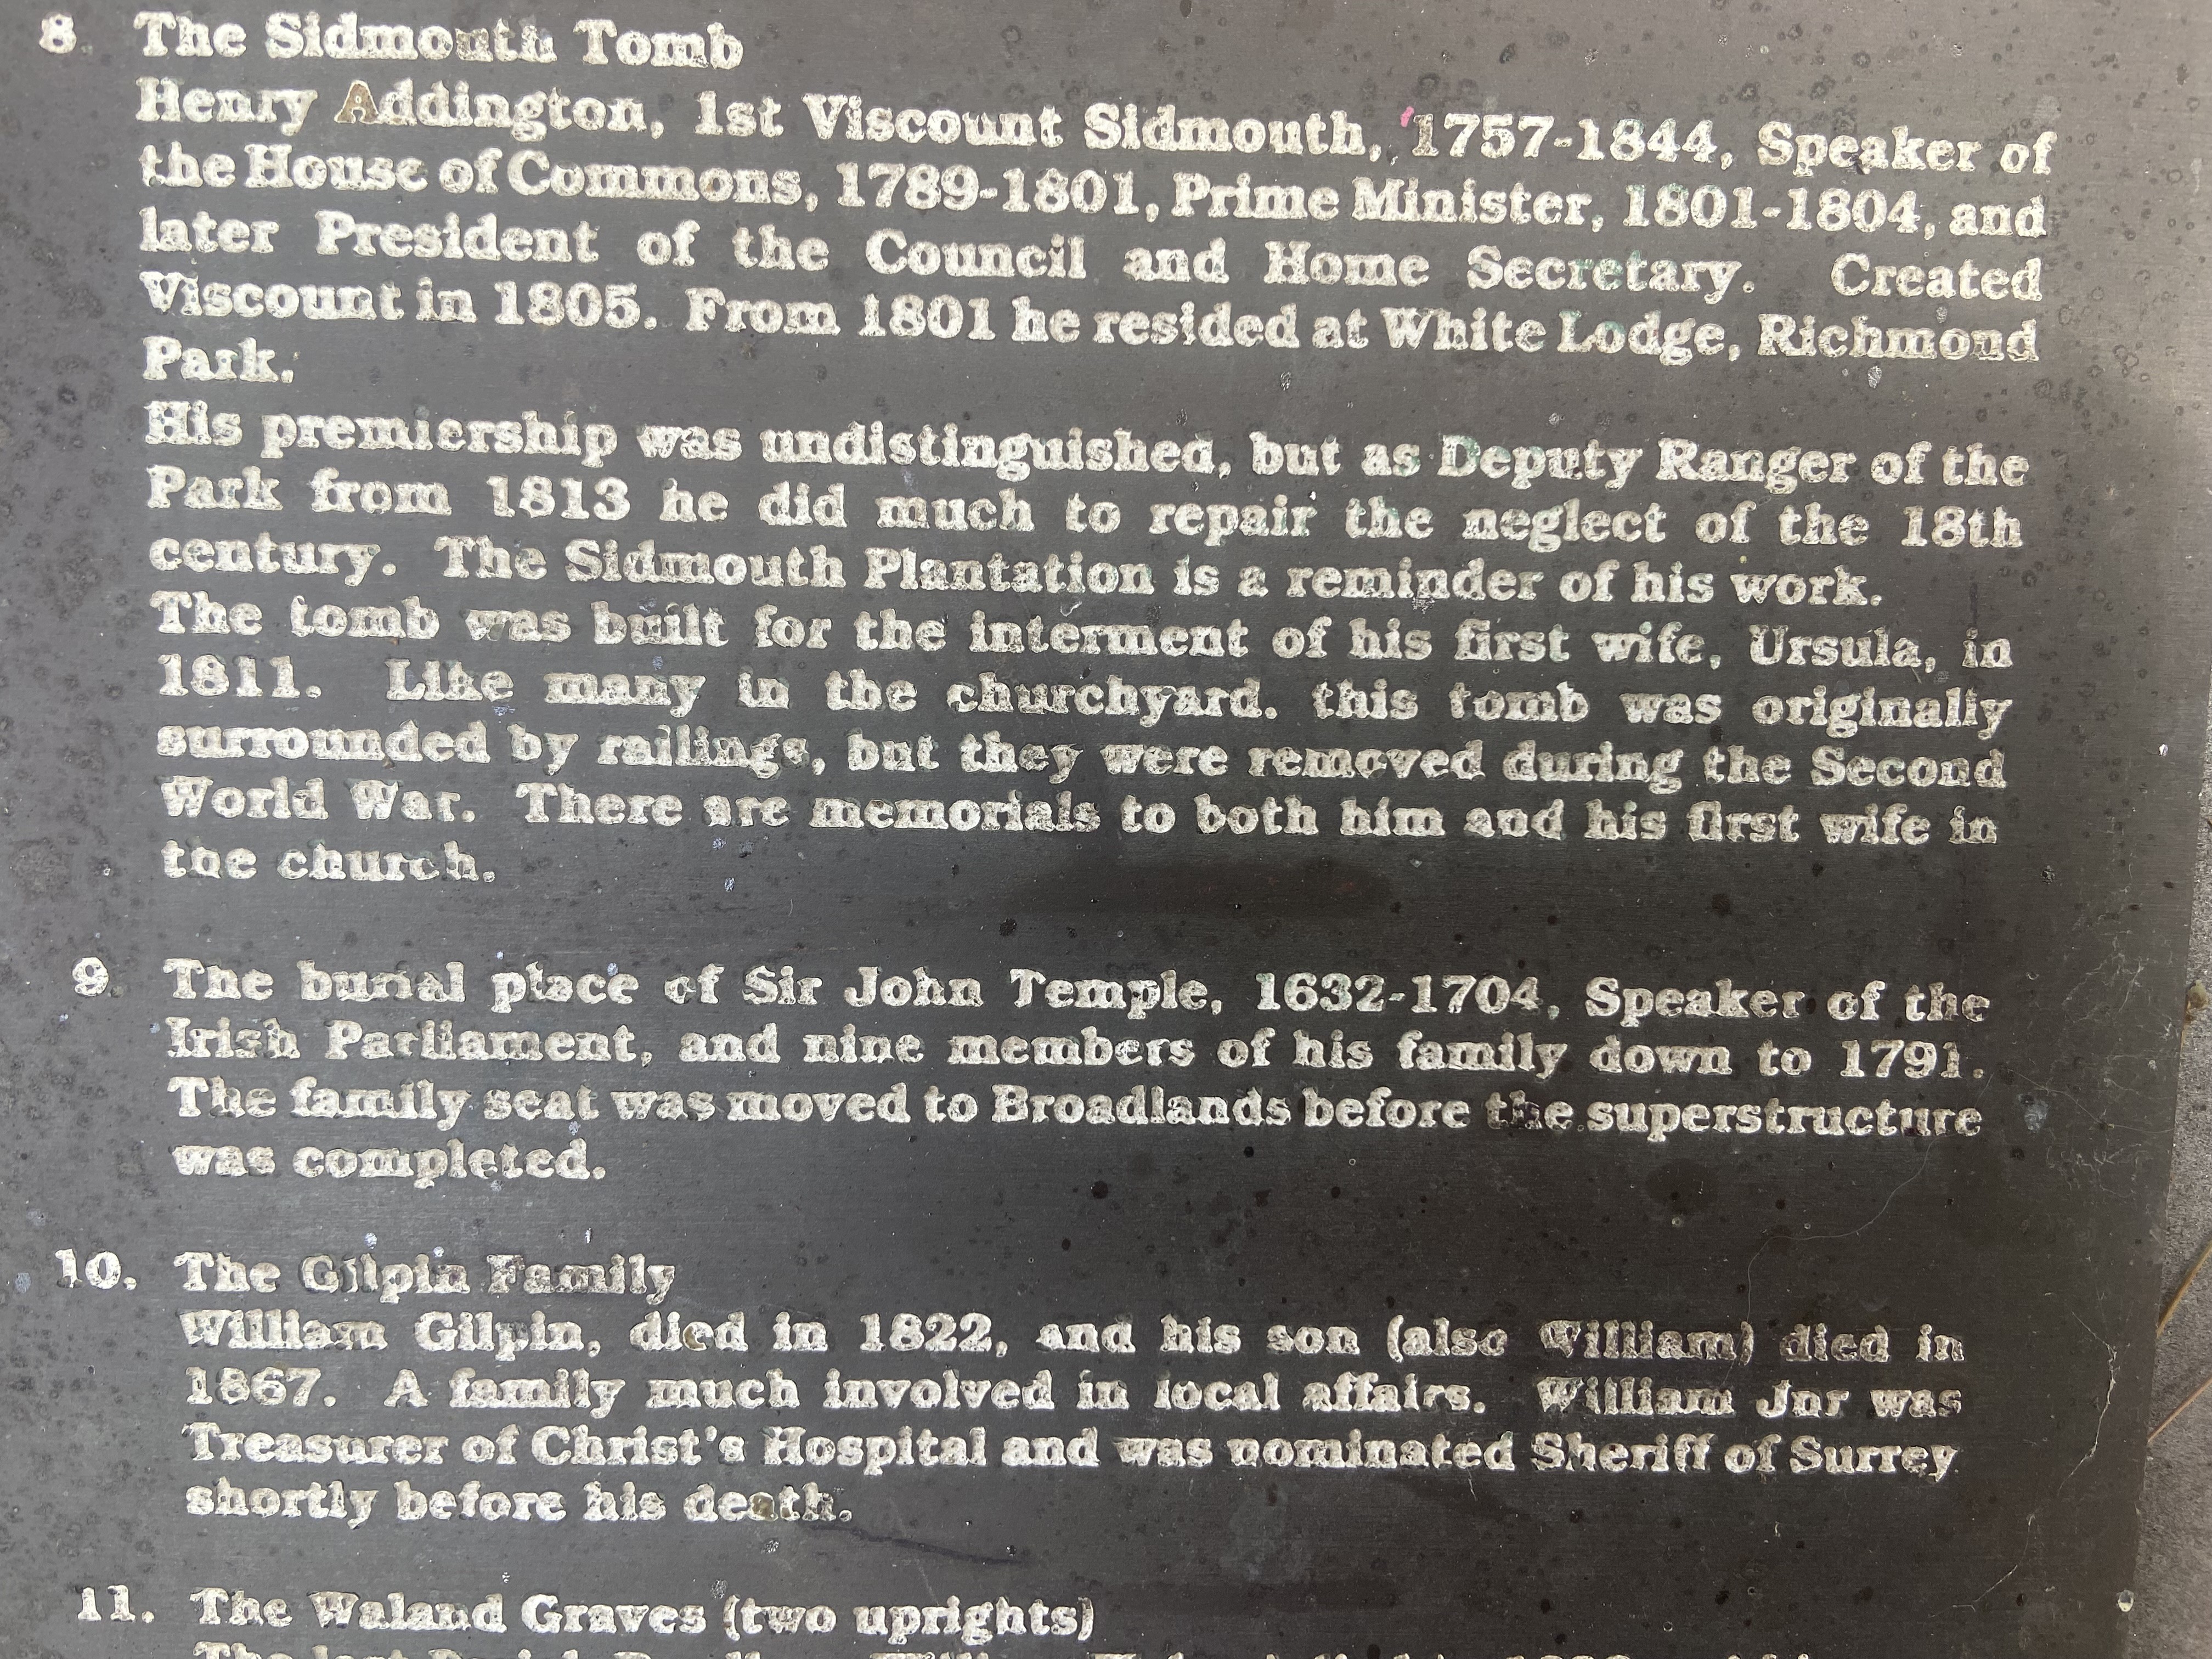 8. The Sidmouth Tomb
Henry Addington, 1st Viscount Sidmouth, 1757-1844, Speaker of
the House of Commons, 1789-1801, Prime Minister, 1801-1804, and
later President of the Council and Home Secretary. Created
Viscount in 1805. From 1801 he resided at White Lodge, Richmond
Park.
His premiership was undistinguished, but as Deputy Ranger of the
Park from 1813 he did much to repair the neglect of the 18th
century. The Sidmouth Plantation is a reminder of his work.
The tomb was built for the interment of his first wife, Ursula, in
1811. Like many in the churchyard, this tomb was originally
surrounded by railings, but they were removed during the Second
World War. There are memorials to both him and his first wife in
the church.
9. The burial place of Sir John Temple, 1632-1704, Speaker of the
Irish Parliament, and nine members of his family down to 1791.
The family seat was moved to Broadlands before the superstructure
was completed.
10. The Gilpin Family
William Gilpin, died in 1822, and his son (also William) died in
1867. A family much involved in local affairs. William Jnr was
Treasurer of Christ's Hospital and was nominated Sheriff of Surrey
shortly before his death.
11. The Waland Graves (two uprights)